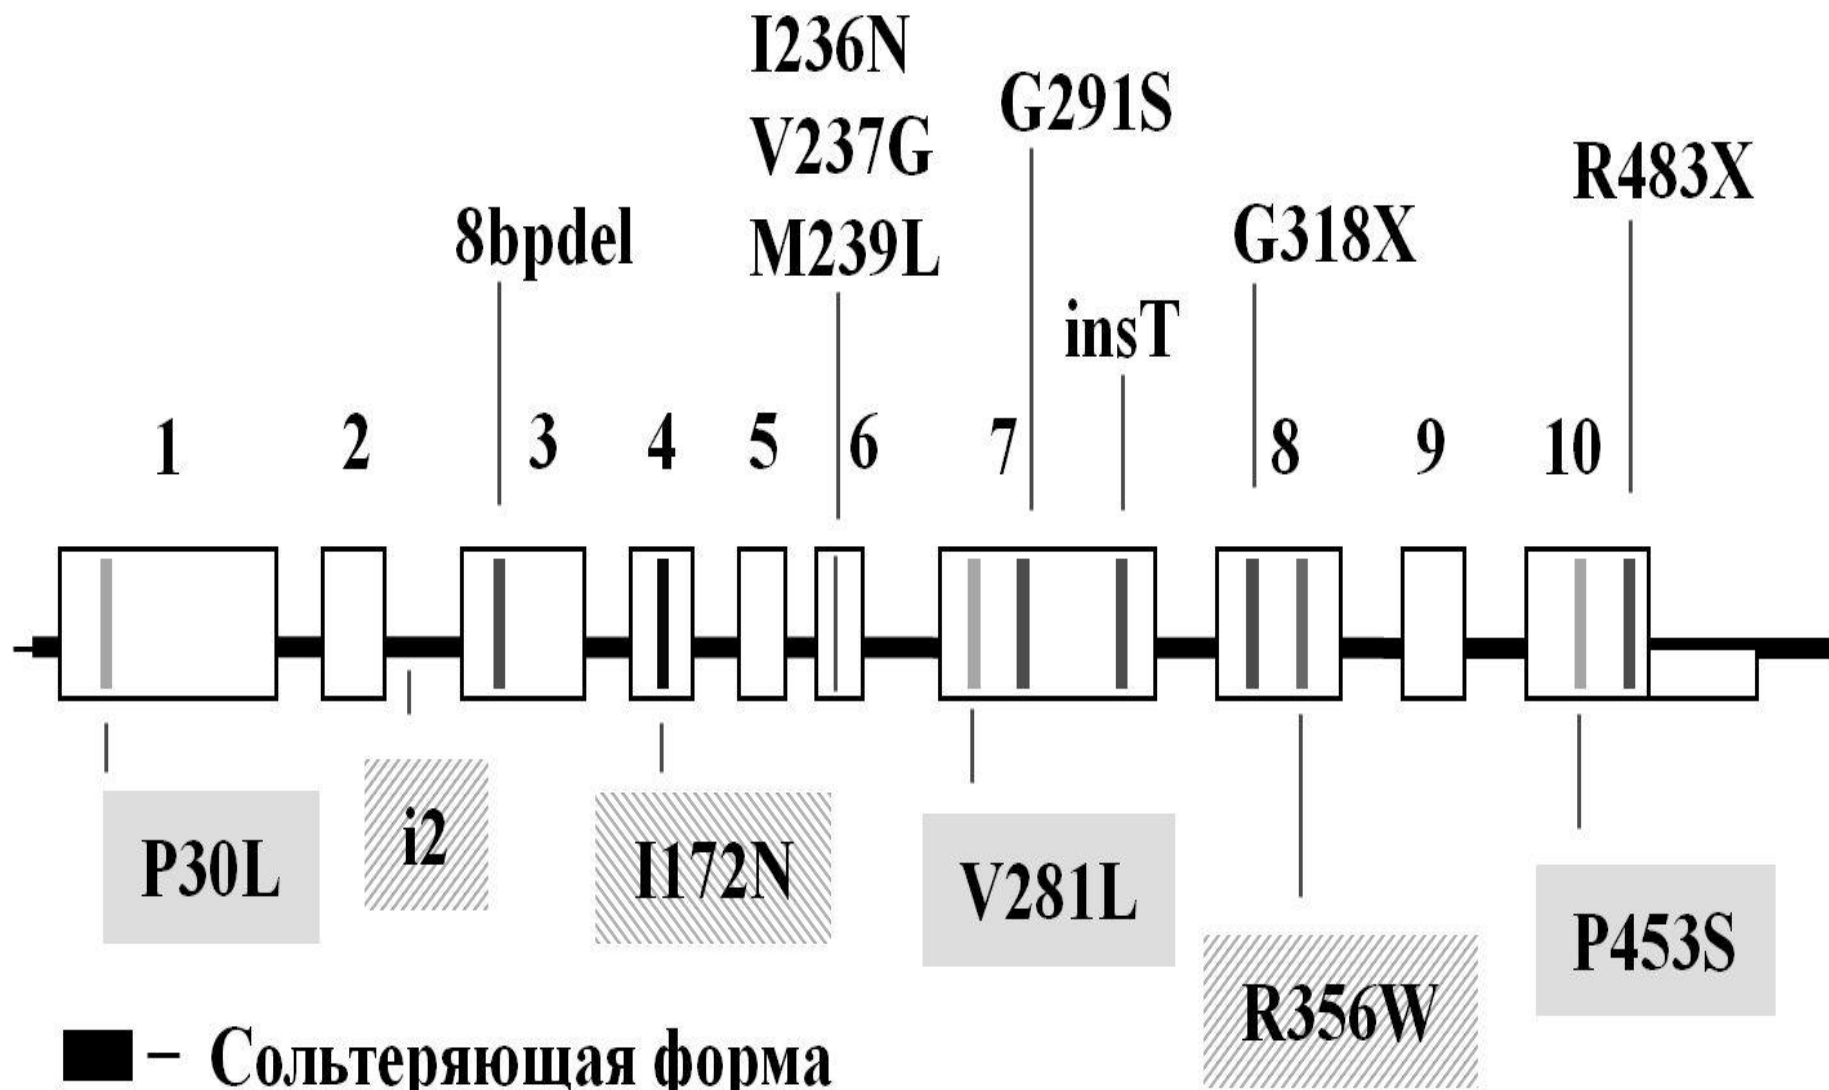 I236N
V237G
M239L
G291S
R483X
8bpdel
G318X
insT
1 2 3 4 5 6 7 8 9 10
P30L
i2
I172N
V281L
R356W
P453S
– Сольтеряющая форма